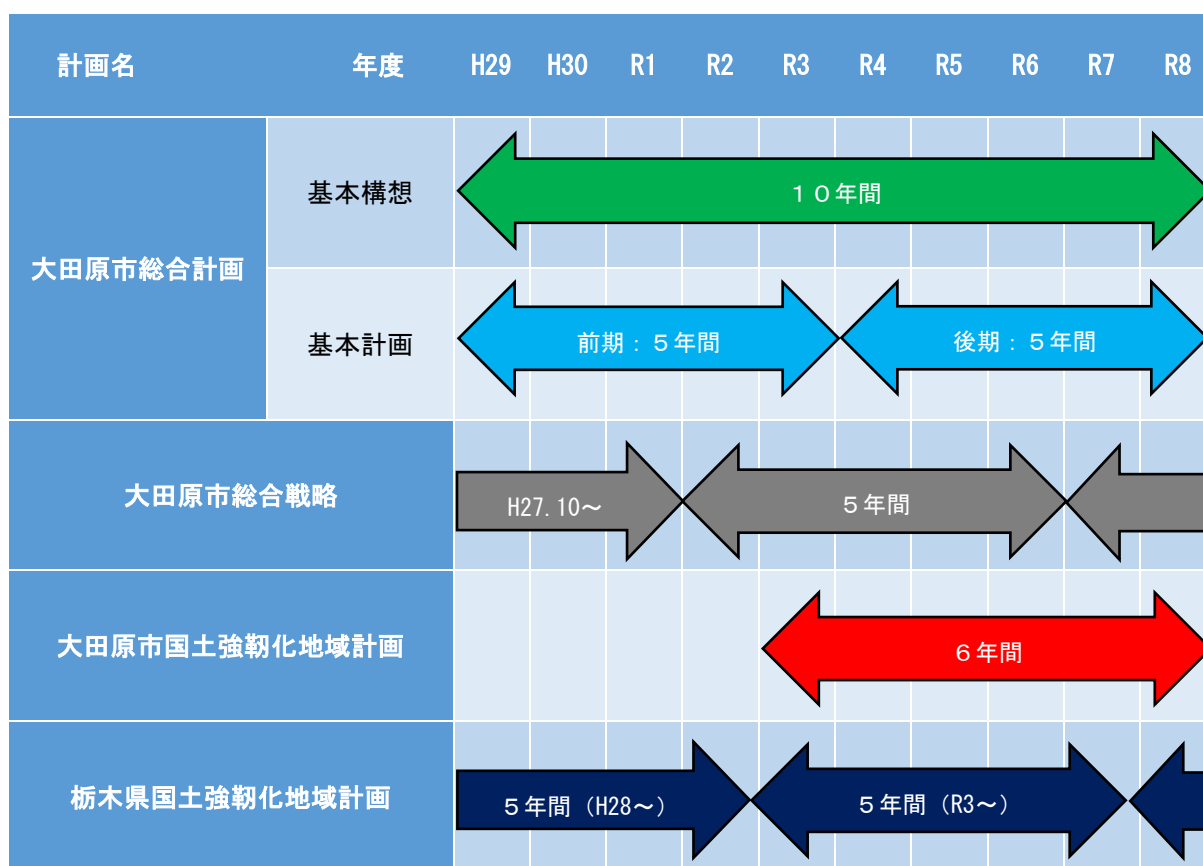 計画名 年度 H29 H30 R1 R2 R3 R4 R5 R6 R7 R8
大田原市総合計画
基本構想
１０年間
基本計画
前期：５年間
後期：５年間
大田原市総合戦略
H27.10～
５年間
大田原市国土強靭化地域計画
６年間
栃木県国土強靭化地域計画
５年間（H28～）
５年間（R3～）